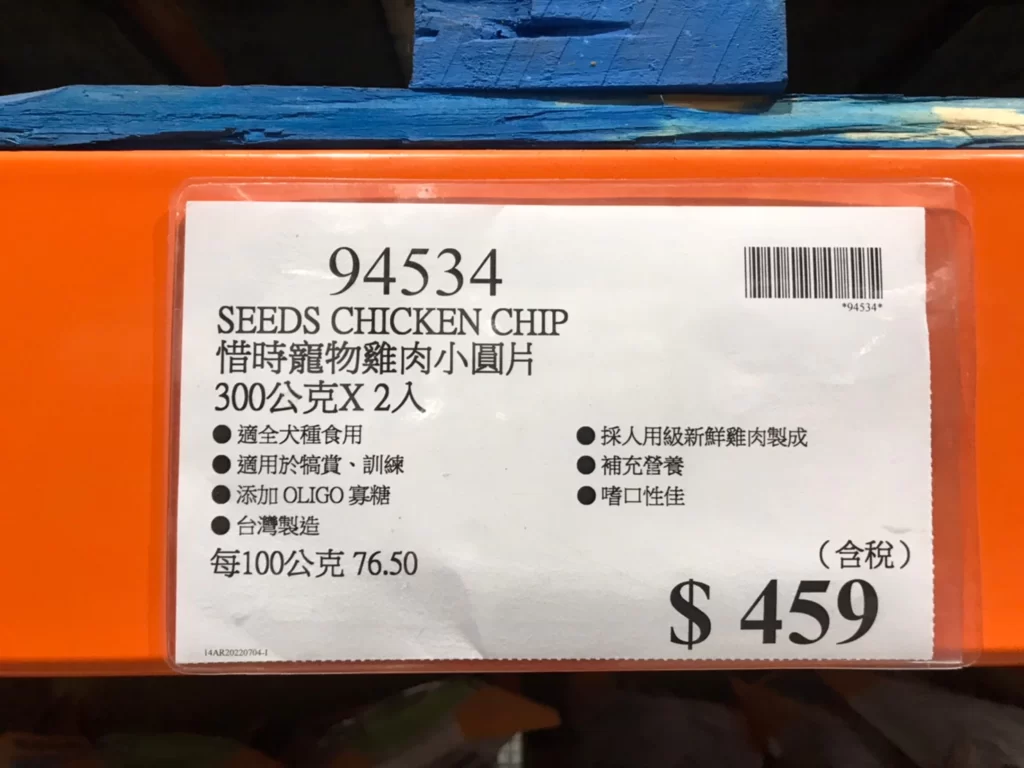 94534
*94534*
SEEDS CHICKEN CHIP
惜時寵物雞肉小圓片
300公克X 2入
●適全犬種食用
●適用於犒賞、訓練
●添加 OLIGO 寡糖
●台灣製造
●採人用級新鮮雞肉製成
●補充營養
●嗜口性佳
每100公克 76.50
（含稅）
$ 459
14AR20220704-1